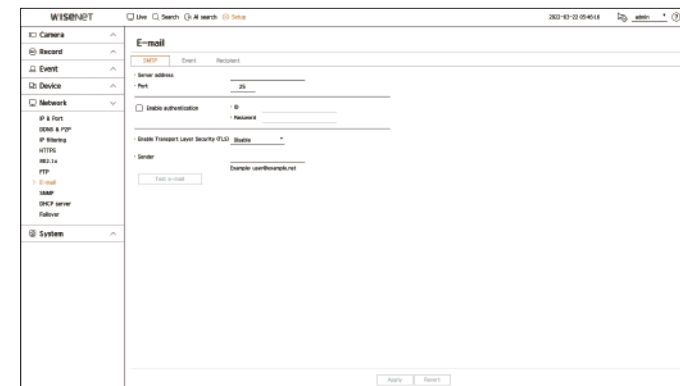 WISENET Live Search AI search Setup 2022-03-22 05:46:16 admin
Camera
Record
Event
Device
Network
IP & Port
DDNS & P2P
IP filtering
HTTPS
802.1x
FTP
E-mail
SNMP
DHCP server
Failover
System
E-mail
SMTP Event Recipient
Server address
Port 25
Enable authentication ID
Password
Enable Transport Layer Security (TLS) Disable
Sender
Example: user@example.net
Test e-mail
Apply Revert